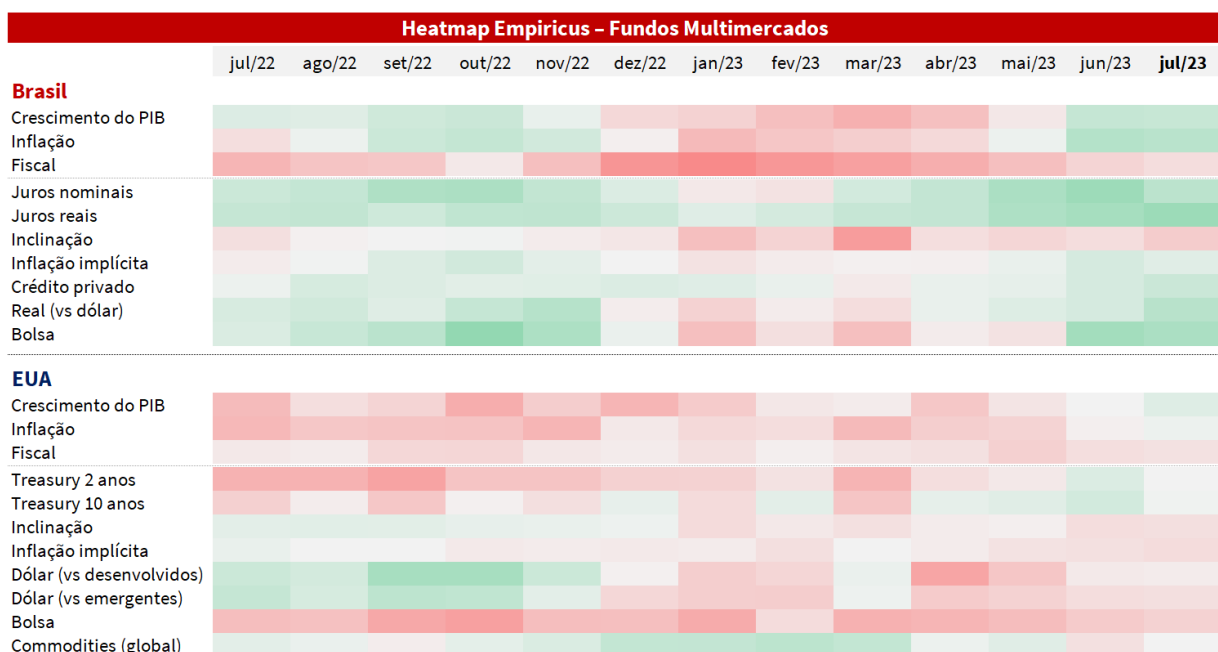 Heatmap Empiricus – Fundos Multimercados
jul/22 ago/22 set/22 out/22 nov/22 dez/22 jan/23 fev/23 mar/23 abr/23 mai/23 jun/23 jul/23
Brasil
Crescimento do PIB
Inflação
Fiscal
Juros nominais
Juros reais
Inclinação
Inflação implícita
Crédito privado
Real (vs dólar)
Bolsa
EUA
Crescimento do PIB
Inflação
Fiscal
Treasury 2 anos
Treasury 10 anos
Inclinação
Inflação implícita
Dólar (vs desenvolvidos)
Dólar (vs emergentes)
Bolsa
Commodities (global)